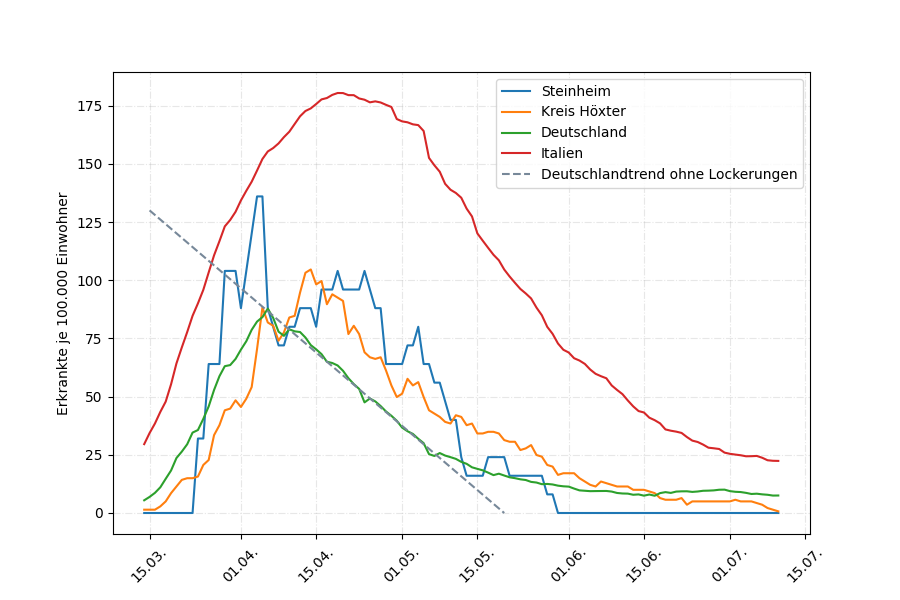 Erkrankte je 100.000 Einwohner
175
150
125
100
75
50
25
0
Steinheim
Kreis Höxter
Deutschland
Italien
Deutschlandtrend ohne Lockerungen
15.03.
01.04.
15.04.
01.05.
15.05.
01.06.
15.06.
01.07.
15.07.